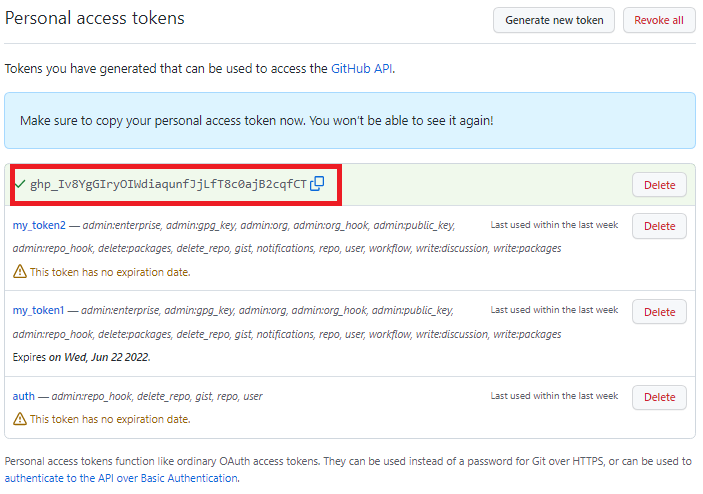 Personal access tokens
Generate new token
Revoke all
Tokens you have generated that can be used to access the GitHub API.
Make sure to copy your personal access token now. You won't be able to see it again!
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
Delete
my_token2 — admin:enterprise, admin:gpg_key, admin:org, admin:org_hook, admin:public_key,
Last used within the last week
Delete
admin:repo_hook, delete:packages, delete_repo, gist, notifications, repo, user, workflow, write:discussion, write:packages
This token has no expiration date.
my_token1 — admin:enterprise, admin:gpg_key, admin:org, admin:org_hook, admin:public_key,
Last used within the last week
Delete
admin:repo_hook, delete:packages, delete_repo, gist, notifications, repo, user, workflow, write:discussion, write:packages
Expires on Wed, Jun 22 2022.
auth — admin:repo_hook, delete_repo, gist, repo, user
Last used within the last week
Delete
This token has no expiration date.
Personal access tokens function like ordinary OAuth access tokens. They can be used instead of a password for Git over HTTPS, or can be used to
authenticate to the API over Basic Authentication.